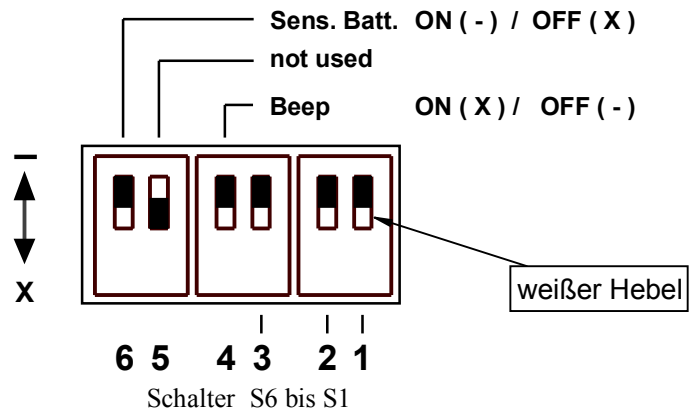 Sens. Batt. ON ( - ) / OFF ( X )
not used
Beep ON ( X ) / OFF ( - )
–
X
weißer Hebel
6 5 4 3 2 1
Schalter S6 bis S1